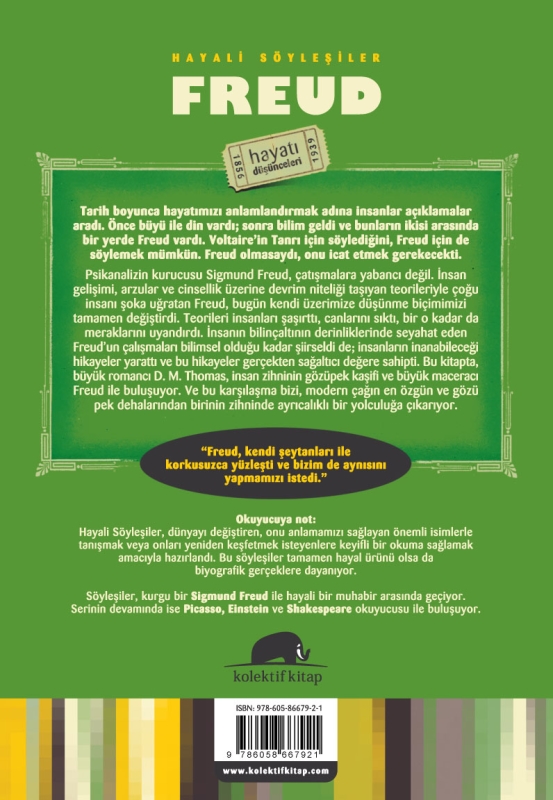 HAYALİ SÖYLEŞİLER
FREUD
1856
hayatı
düşünceleri
1939
Tarih boyunca hayatımızı anlamlandırmak adına insanlar açıklamalar
aradı. Önce büyü ile din vardı; sonra bilim geldi ve bunların ikisi arasında
bir yerde Freud vardı. Voltaire’in Tanrı için söylediğini, Freud için de
söylemek mümkün. Freud olmasaydı, onu icat etmek gerekecekti.
Psikanalizin kurucusu Sigmund Freud, çatışmalara yabancı değil. İnsan
gelişimi, arzular ve cinsellik üzerine devrim niteliği taşıyan teorileriyle çoğu
insanı şoka uğratan Freud, bugün kendi üzerimize düşünme biçimimizi
tamamen değiştirdi. Teorileri insanları şaşırttı, canlarını sıktı, bir o kadar da
meraklarını uyandırdı. İnsanın bilinçaltının derinliklerinde seyahat eden
Freud’un çalışmaları bilimsel olduğu kadar şiirseldi de; insanların inanabileceği
hikayeler yarattı ve bu hikayeler gerçekten sağaltıcı değere sahipti. Bu kitapta,
büyük romancı D. M. Thomas, insan zihninin gözüpek kaşifi ve büyük maceracı
Freud ile buluşuyor. Ve bu karşılaşma bizi, modern çağın en özgün ve gözü
pek dehalarından birinin zihninde ayrıcalıklı bir yolculuğa çıkarıyor.
“Freud, kendi şeytanları ile
korkusuzca yüzleşti ve bizim de aynısını
yapmamızı istedi.”
Okuyucuya not:
Hayali Söyleşiler, dünyayı değiştiren, onu anlamamızı sağlayan önemli isimlerle
tanışmak veya onları yeniden keşfetmek isteyenlere keyifli bir okuma sağlamak
amacıyla hazırlandı. Bu söyleşiler tamamen hayal ürünü olsa da
biyografik gerçeklere dayanıyor.
Söyleşiler, kurgu bir Sigmund Freud ile hayali bir muhabir arasında geçiyor.
Serinin devamında ise Picasso, Einstein ve Shakespeare okuyucusu ile buluşuyor.
kolektif kitap
ISBN: 978-605-86679-2-1
9 786058 667921
www.kolektifkitap.com